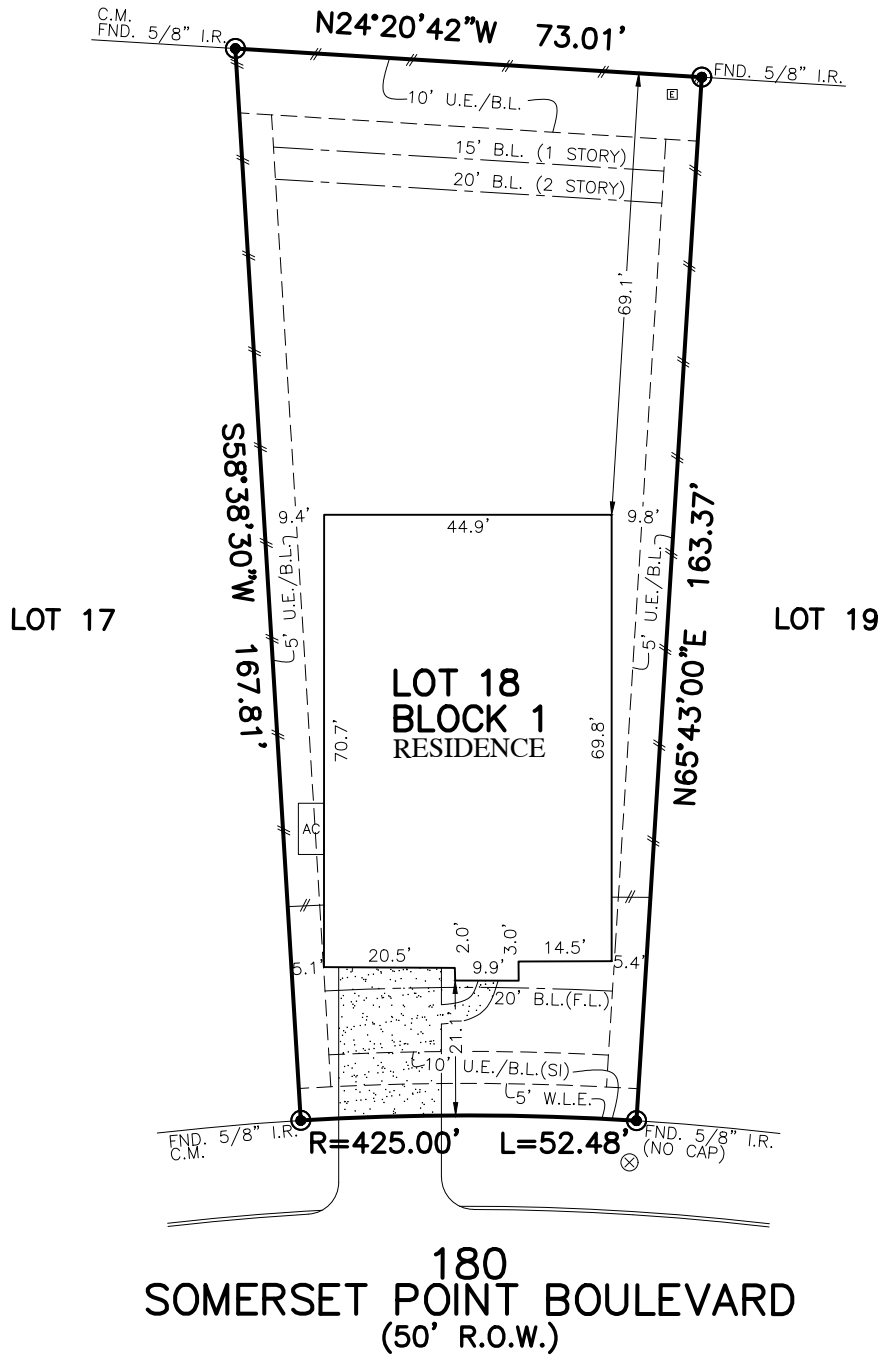 C.M.
FND. 5/8" I.R.
N24°20'42"W 73.01'
FND. 5/8" I.R.
E
10' U.E./B.L.
15' B.L. (1 STORY)
20' B.L. (2 STORY)
69.1'
S58°38'30"W 167.81'
9.4'
44.9'
9.8'
5' U.E./B.L.
5' U.E./B.L.
N65°43'00"E 163.37'
LOT 17
LOT 19
LOT 18
BLOCK 1
RESIDENCE
70.7'
69.8'
AC
20.5'
2.0'
9.9'
3.0'
14.5'
5.1'
5.4'
20' B.L.(F.L.)
21.1'
10' U.E./B.L.(SI)
5' W.L.E.
FND. 5/8" I.R.
C.M.
R=425.00' L=52.48'
FND. 5/8" I.R.
(NO CAP)
180
SOMERSET POINT BOULEVARD
(50' R.O.W.)